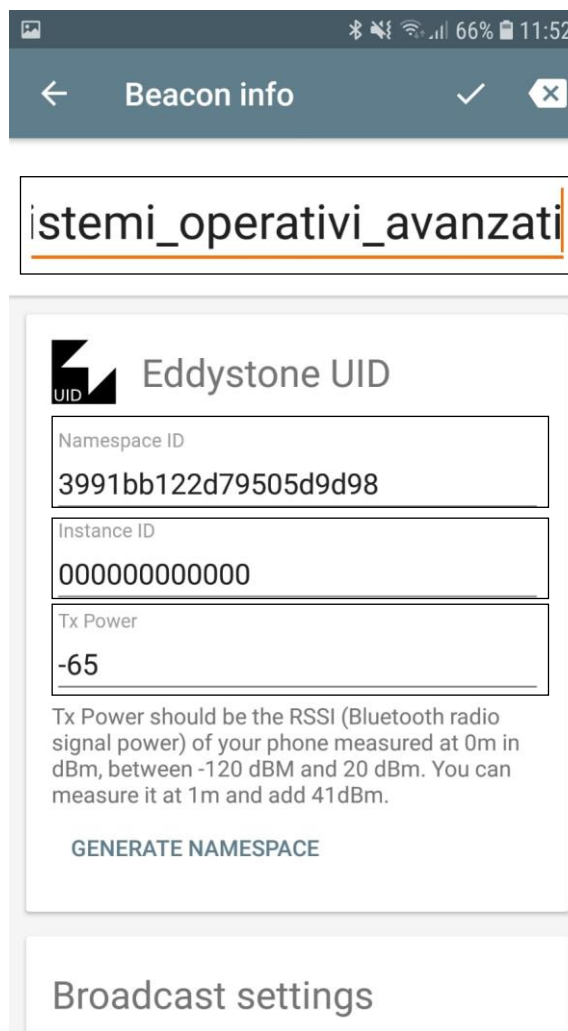 66% 11:52
Beacon info
istemi_operativi_avanzati
UID
Eddystone UID
Namespace ID
3991bb122d79505d9d98
Instance ID
000000000000
Tx Power
-65
Tx Power should be the RSSI (Bluetooth radio
signal power) of your phone measured at 0m in
dBm, between -120 dBM and 20 dBm. You can
measure it at 1m and add 41dBm.
GENERATE NAMESPACE
Broadcast settings